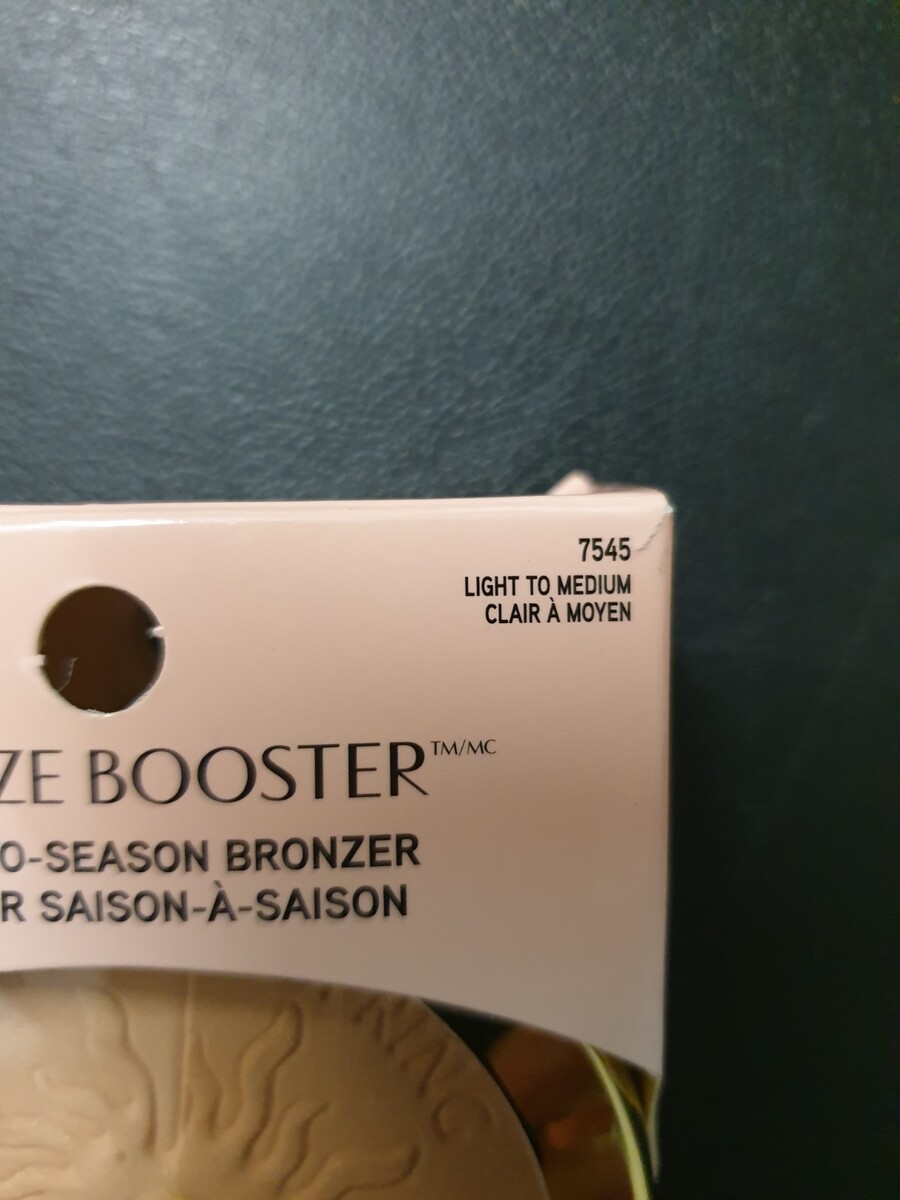 7545
LIGHT TO MEDIUM
CLAIR À MOYEN
ZE BOOSTER™/MC
O-SEASON BRONZER
R SAISON-À-SAISON